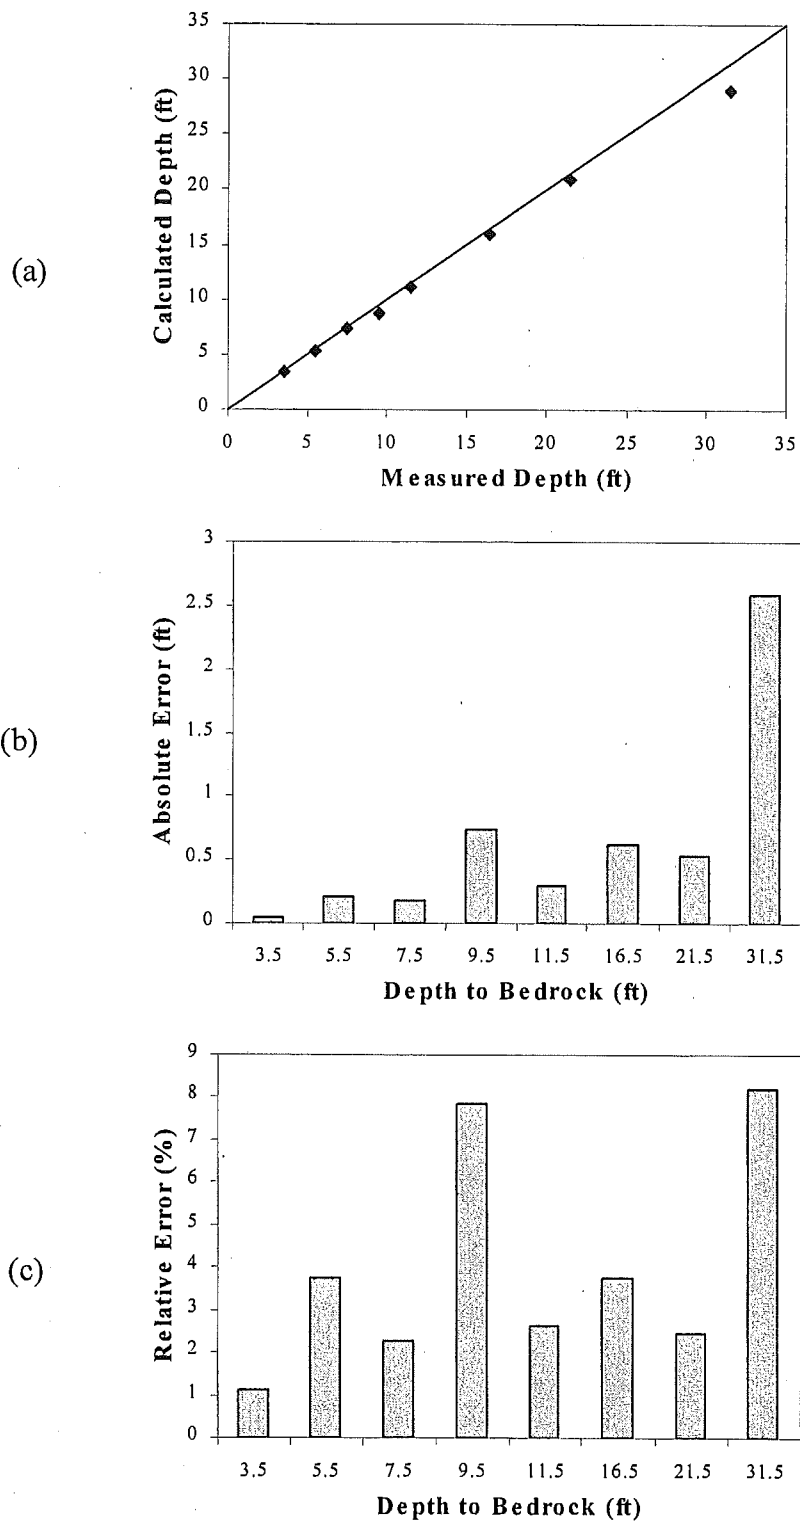 (a)
Calculated Depth (ft)
35
30
25
20
15
10
5
0
0 5 10 15 20 25 30 35
Measured Depth (ft)
(b)
Absolute Error (ft)
3
2.5
2
1.5
1
0.5
0
3.5 5.5 7.5 9.5 11.5 16.5 21.5 31.5
Depth to Bedrock (ft)
(c)
Relative Error (%)
9
8
7
6
5
4
3
2
1
0
3.5 5.5 7.5 9.5 11.5 16.5 21.5 31.5
Depth to Bedrock (ft)